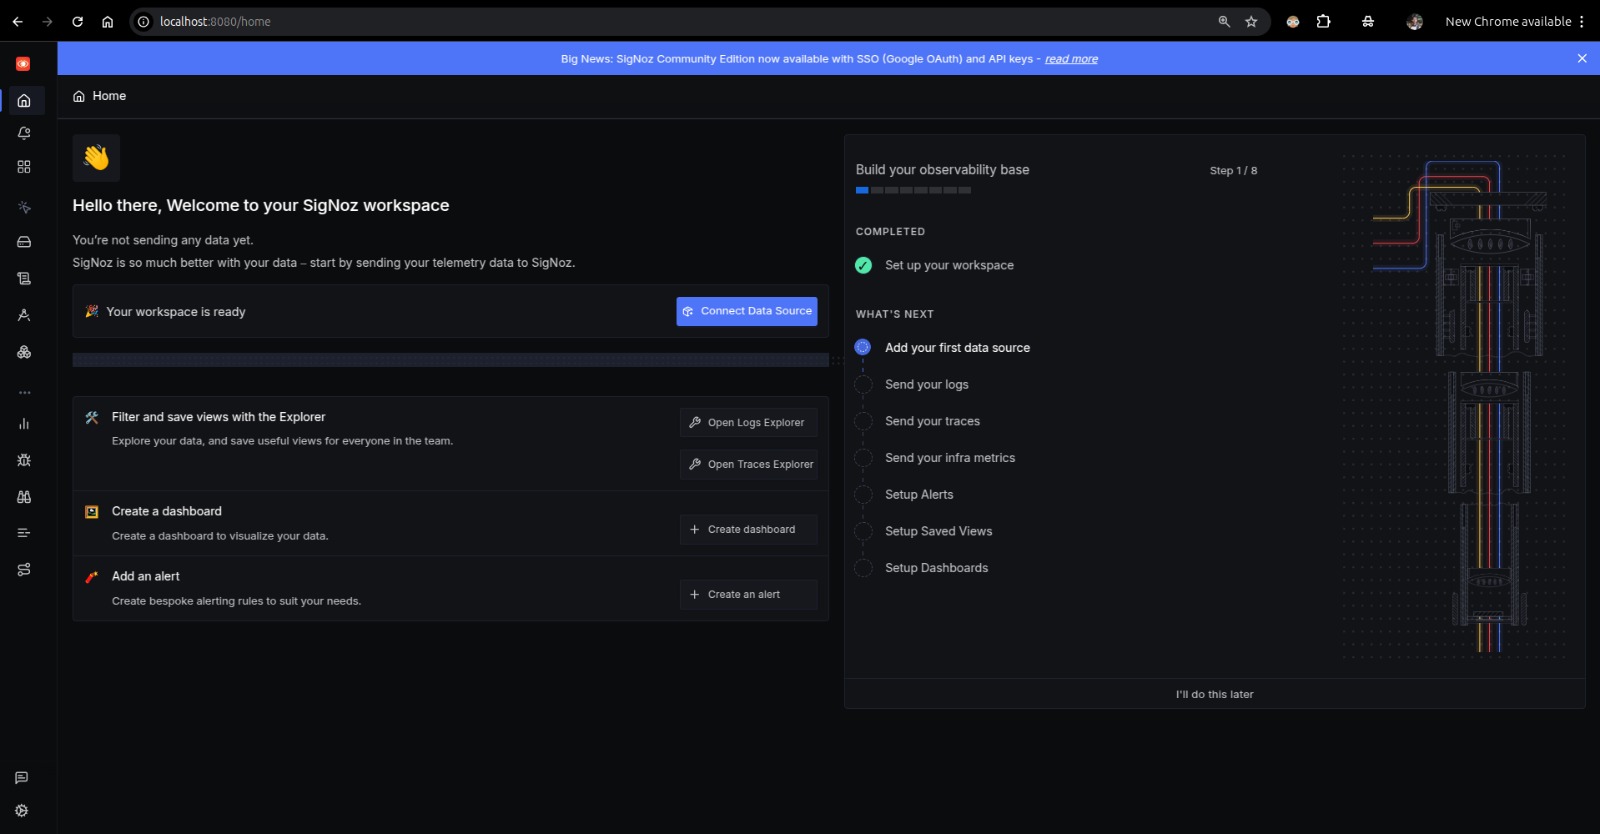 localhost:8080/home
New Chrome available
Big News: SigNoz Community Edition now available with SSO (Google OAuth) and API keys - read more
Home
Hello there, Welcome to your SigNoz workspace
You're not sending any data yet.
SigNoz is so much better with your data – start by sending your telemetry data to SigNoz.
Your workspace is ready
Connect Data Source
Filter and save views with the Explorer
Explore your data, and save useful views for everyone in the team.
Open Logs Explorer
Open Traces Explorer
Create a dashboard
Create a dashboard to visualize your data.
Create dashboard
Add an alert
Create bespoke alerting rules to suit your needs.
Create an alert
Build your observability base
Step 1 / 8
COMPLETED
Set up your workspace
WHAT'S NEXT
Add your first data source
Send your logs
Send your traces
Send your infra metrics
Setup Alerts
Setup Saved Views
Setup Dashboards
I'll do this later